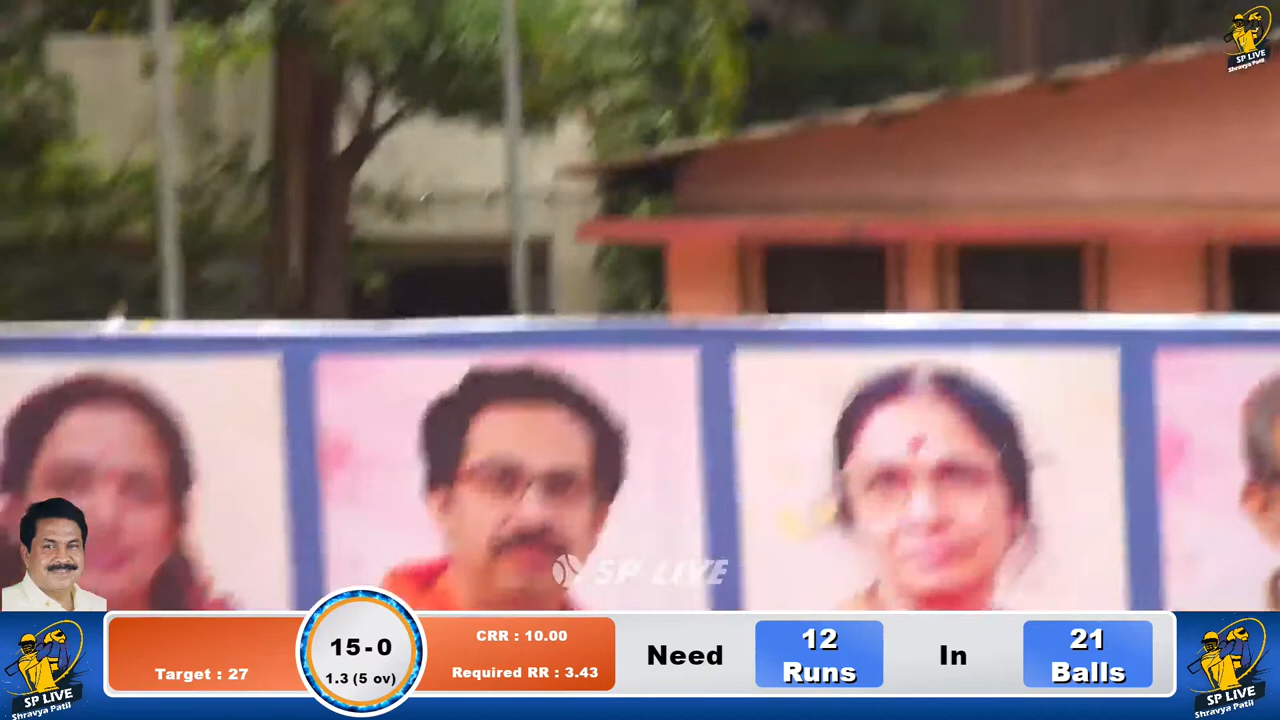 SP LIVE
Shravya Patil
SP LIVE
Target : 27
15-0
1.3 (5 ov)
CRR : 10.00
Required RR : 3.43
Need
12
Runs
In
21
Balls
SP LIVE
Shravya Patil
SP LIVE
Shravya Patil